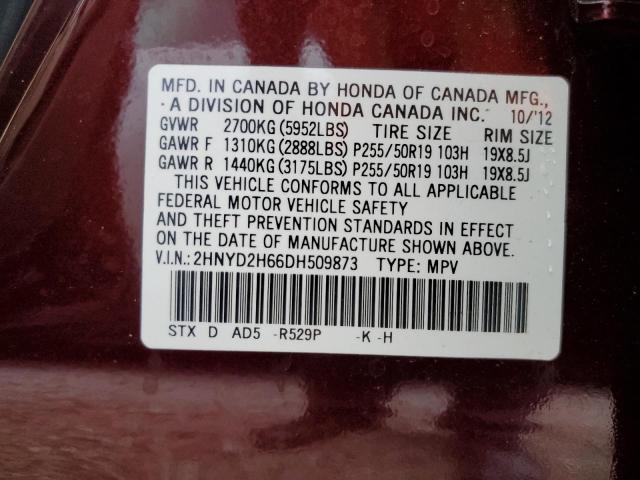 MFD. IN CANADA BY HONDA OF CANADA MFG.,
A DIVISION OF HONDA CANADA INC. 10/'12
GVWR 2700KG(5952LBS) TIRE SIZE RIM SIZE
GAWR F 1310KG(2888LBS) P255/50R19 103H 19X8.5J
GAWR R 1440KG(3175LBS) P255/50R19 103H 19X8.5J
THIS VEHICLE CONFORMS TO ALL APPLICABLE
FEDERAL MOTOR VEHICLE SAFETY
AND THEFT PREVENTION STANDARDS IN EFFECT
ON THE DATE OF MANUFACTURE SHOWN ABOVE.
V.I.N.: 2HNYD2H66DH509873 TYPE: MPV
STX D AD5 -R529P -K -H